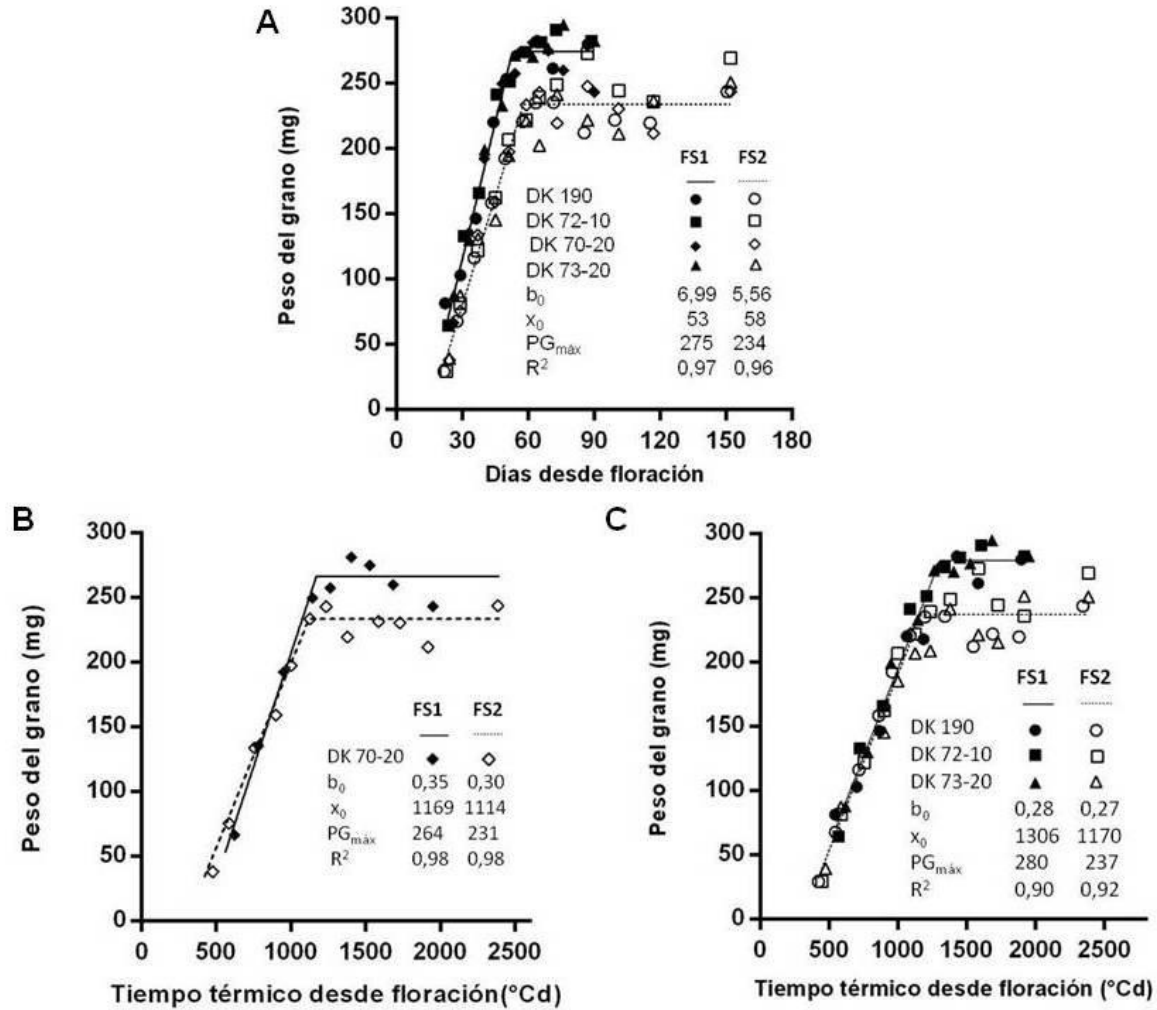 A
Peso del grano (mg)
300
250
200
150
100
50
0
0 30 60 90 120 150 180
Días desde floración
FS1 FS2
DK 190
DK 72-10
DK 70-20
DK 73-20
b0 6,99 5,56
x0 53 58
PGmáx 275 234
R2 0,97 0,96
B
Peso del grano (mg)
300
250
200
150
100
50
0
0 500 1000 1500 2000 2500
Tiempo térmico desde floración(°Cd)
FS1 FS2
DK 70-20
b0 0,35 0,30
x0 1169 1114
PGmáx 264 231
R2 0,98 0,98
C
Peso del grano (mg)
300
250
200
150
100
50
0
0 500 1000 1500 2000 2500
Tiempo térmico desde floración (°Cd)
FS1 FS2
DK 190
DK 72-10
DK 73-20
b0 0,28 0,27
x0 1306 1170
PGmáx 280 237
R2 0,90 0,92